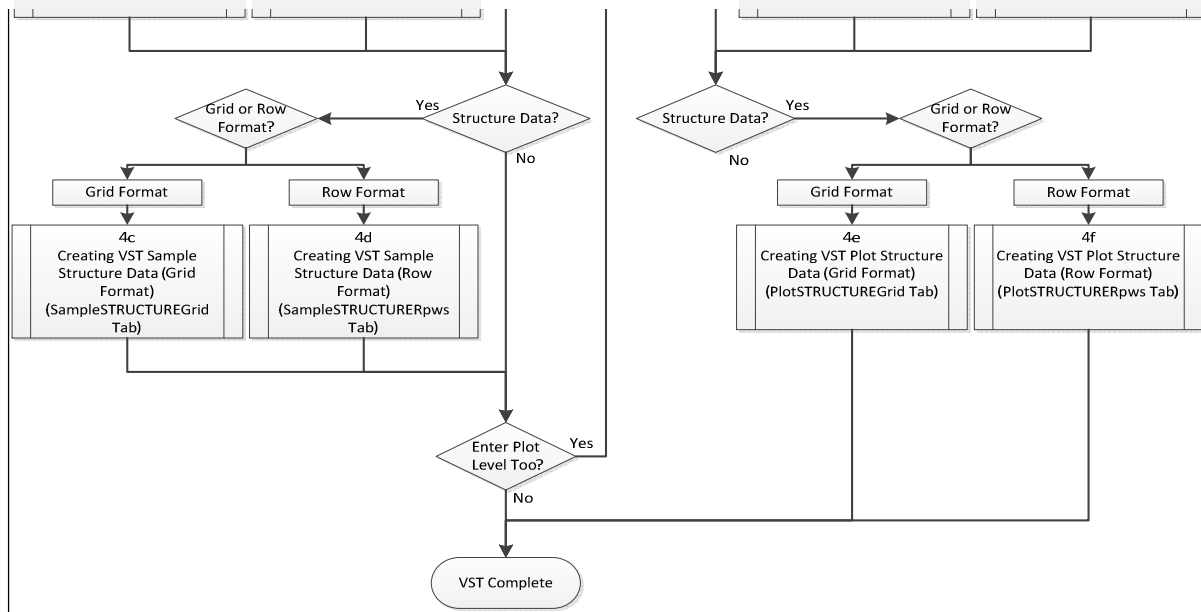 Grid or Row
Format?
Yes
Structure Data?
No
Grid Format
Row Format
4c
Creating VST Sample
Structure Data (Grid
Format)
(SampleSTRUCTUREGrid
Tab)
4d
Creating VST Sample
Structure Data (Row
Format)
(SampleSTRUCTURERpws
Tab)
Structure Data?
Yes
No
Grid or Row
Format?
Grid Format
Row Format
4e
Creating VST Plot Structure
Data (Grid Format)
(PlotSTRUCTUREGrid Tab)
4f
Creating VST Plot Structure
Data (Row Format)
(PlotSTRUCTURERpws Tab)
Enter Plot
Level Too?
Yes
No
VST Complete